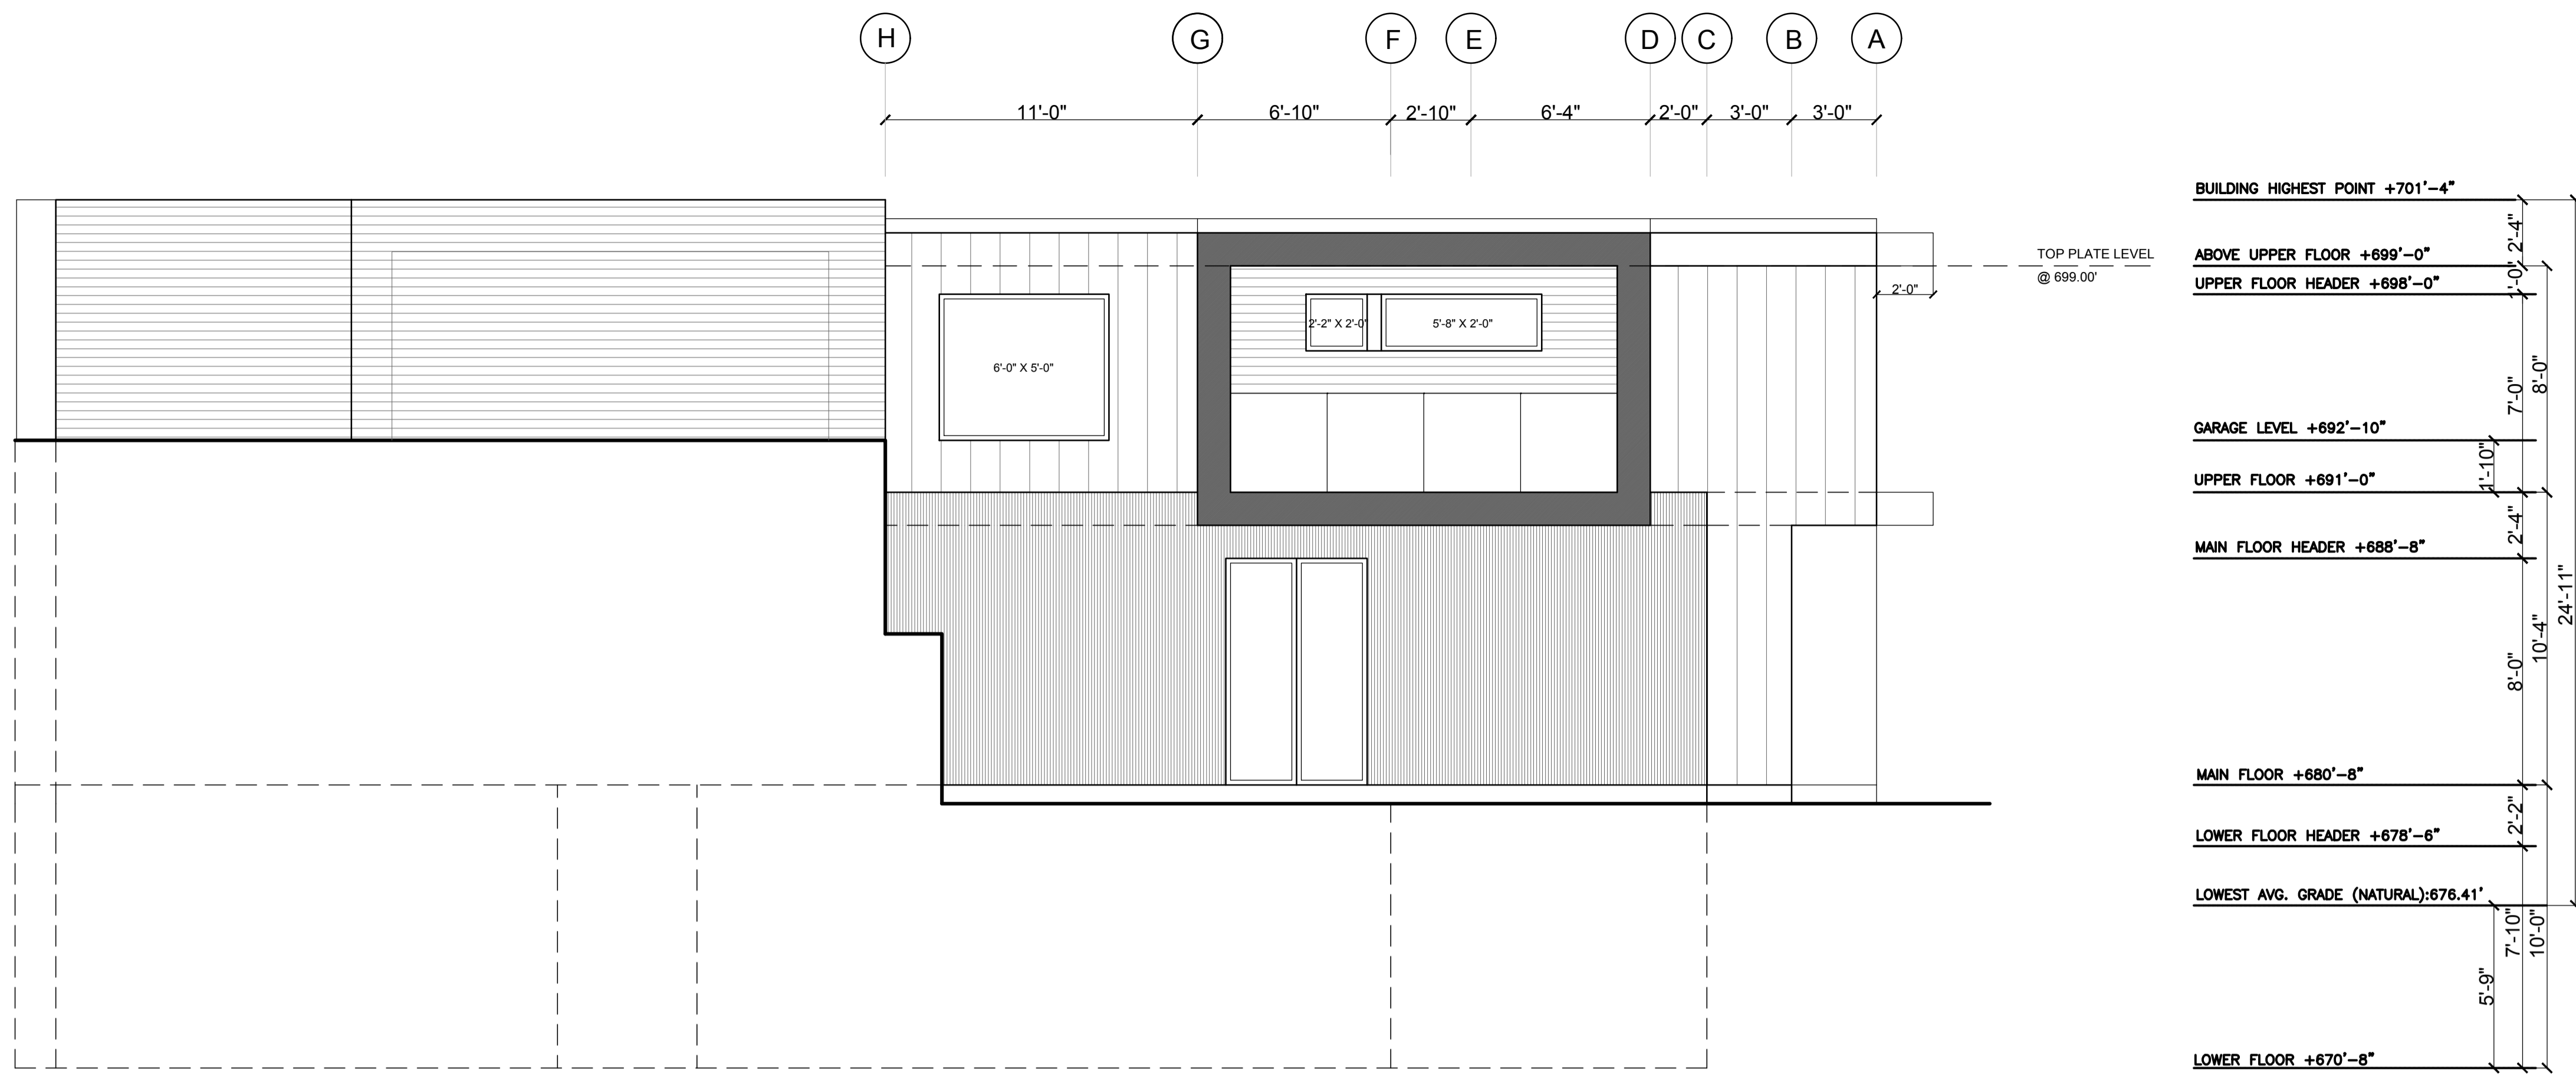 H G F E D C B A
11'-0" 6'-10" 2'-10" 6'-4" 2'-0" 3'-0" 3'-0"
BUILDING HIGHEST POINT +701'-4"
2'-4"
TOP PLATE LEVEL
@ 699.00'
ABOVE UPPER FLOOR +699'-0"
1'-0"
UPPER FLOOR HEADER +698'-0"
2'-0"
2'-2" X 2'-0"
5'-8" X 2'-0"
6'-0" X 5'-0"
7'-0"
8'-0"
GARAGE LEVEL +692'-10"
1'-10"
UPPER FLOOR +691'-0"
2'-4"
MAIN FLOOR HEADER +688'-8"
24'-11"
10'-4"
8'-0"
MAIN FLOOR +680'-8"
2'-2"
LOWER FLOOR HEADER +678'-6"
LOWEST AVG. GRADE (NATURAL):676.41'
7'-10"
10'-0"
5'-9"
LOWER FLOOR +670'-8"